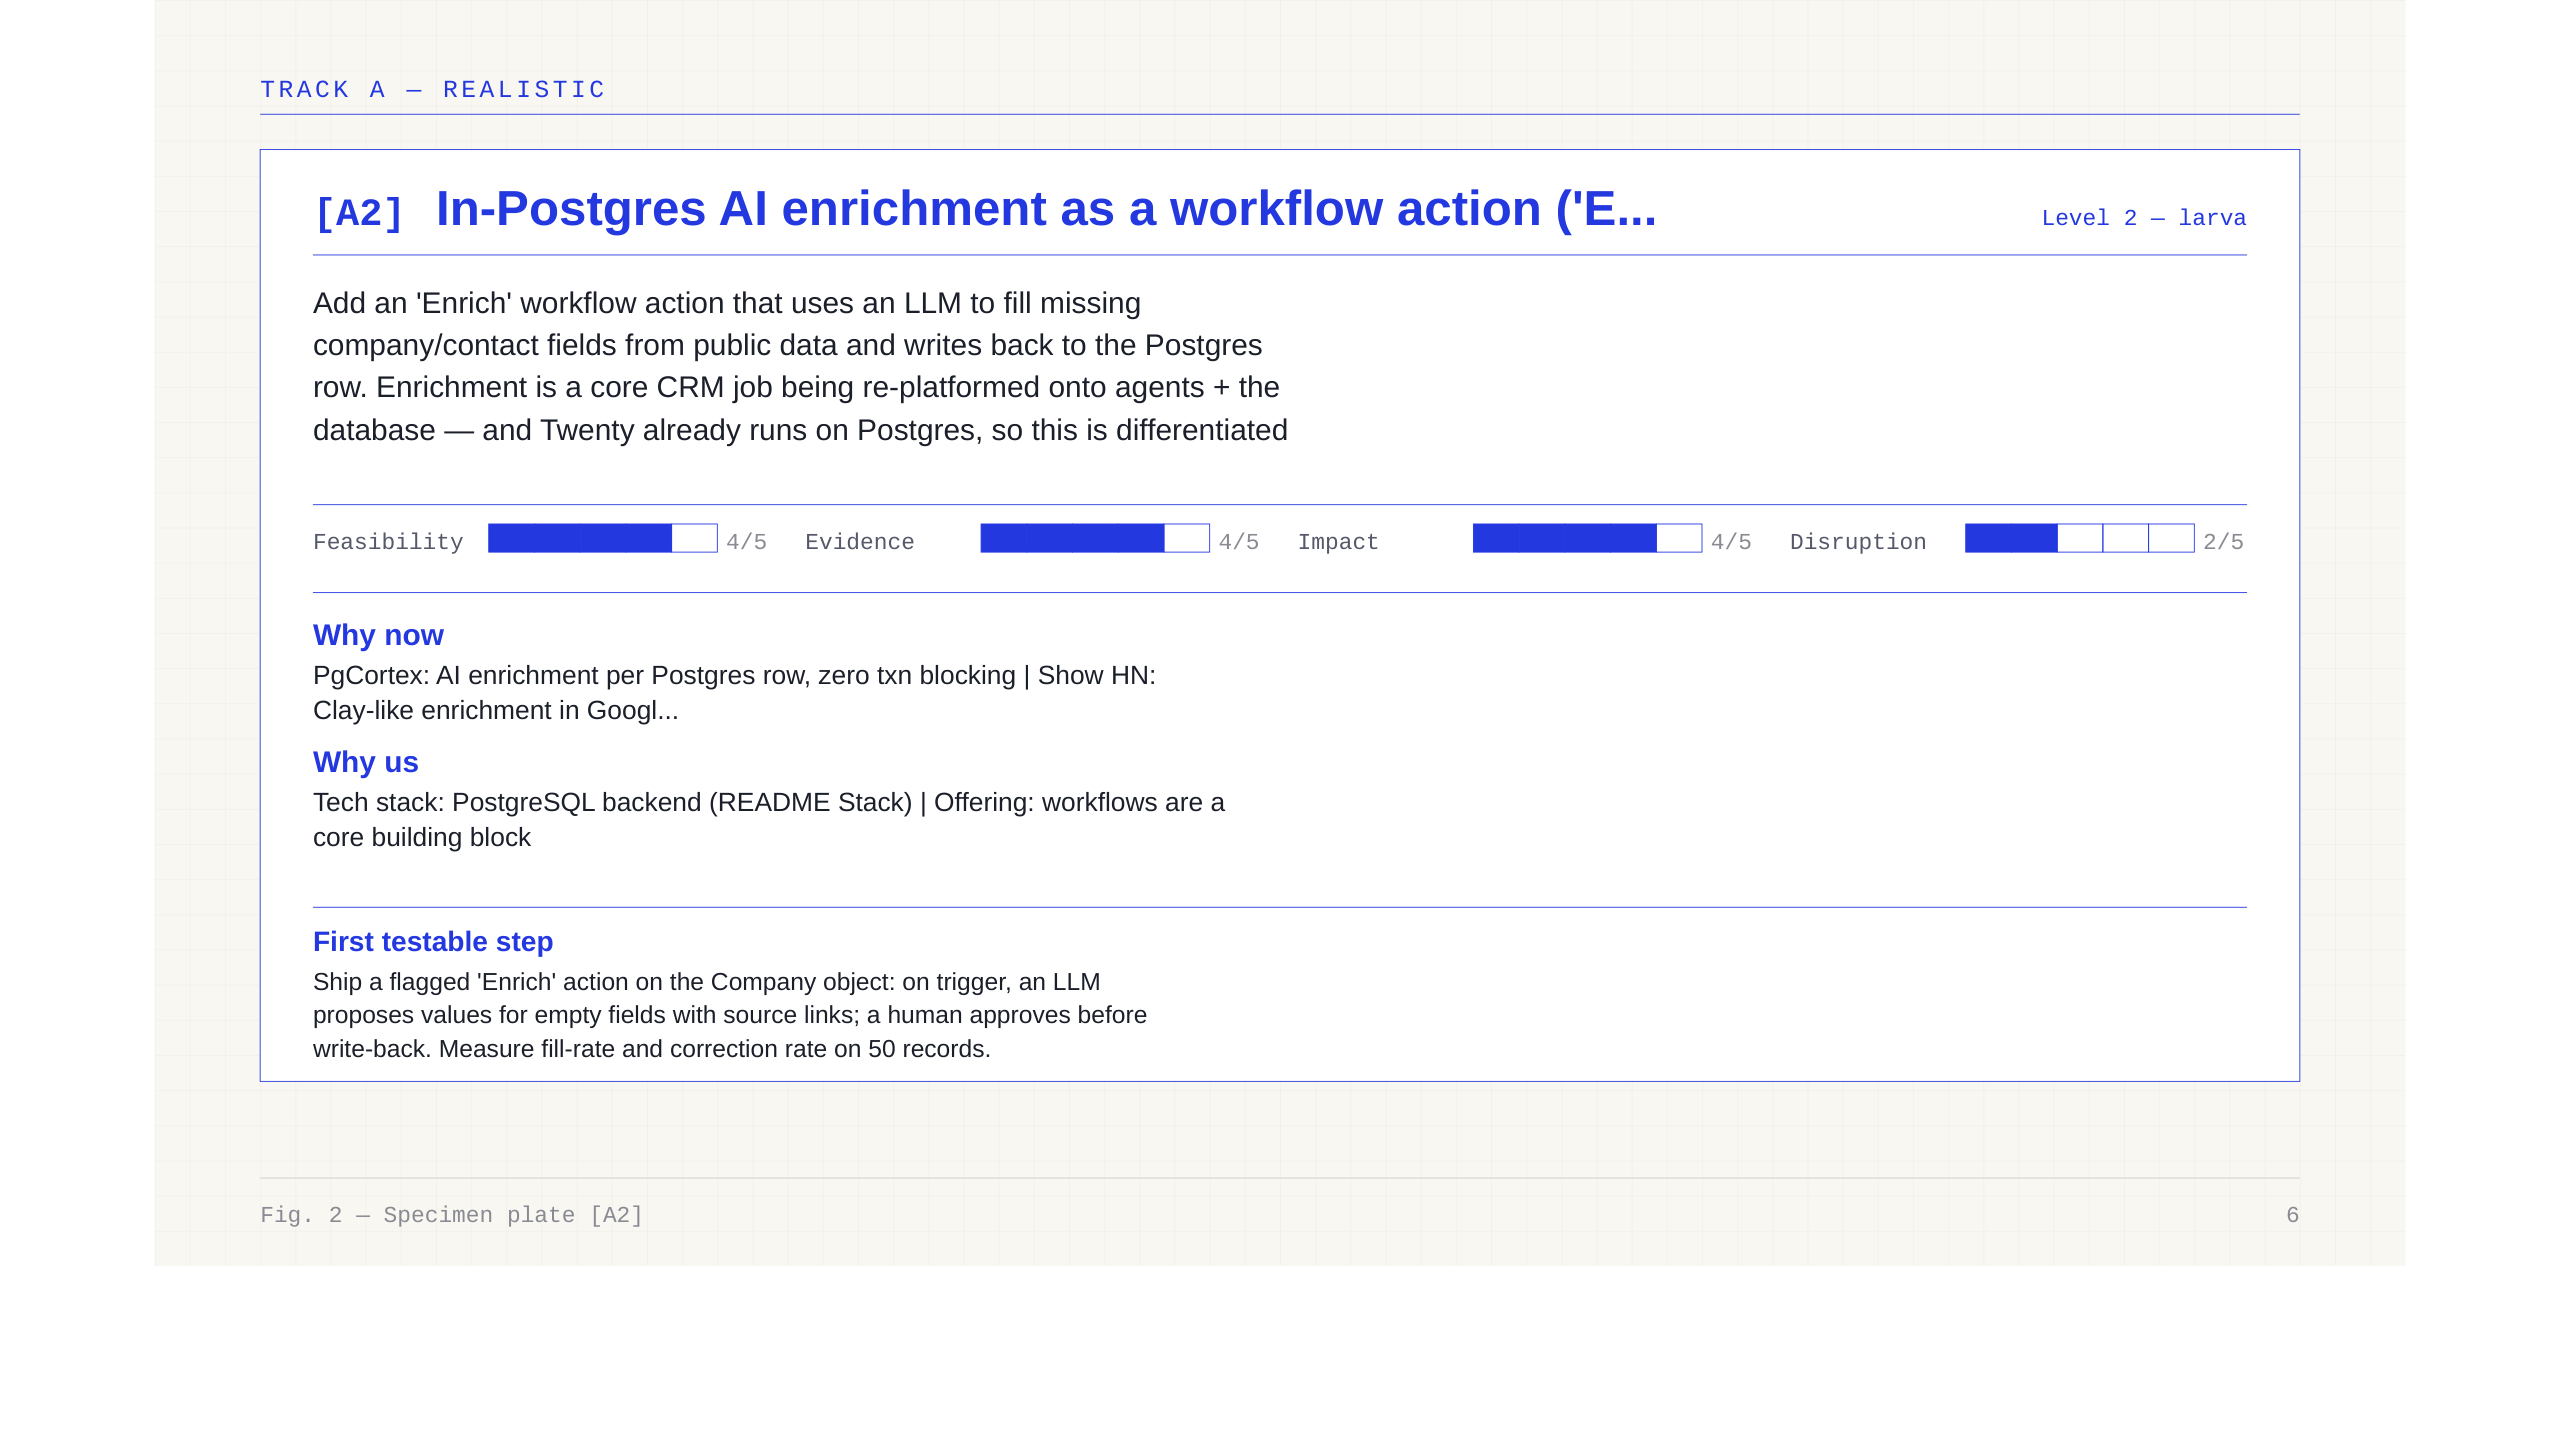 TRACK A — REALISTIC
[A2] In-Postgres AI enrichment as a workflow action ('E...
Level 2 — larva
Add an 'Enrich' workflow action that uses an LLM to fill missing
company/contact fields from public data and writes back to the Postgres
row. Enrichment is a core CRM job being re-platformed onto agents + the
database — and Twenty already runs on Postgres, so this is differentiated
Feasibility 4/5 Evidence 4/5 Impact 4/5 Disruption 2/5
Why now
PgCortex: AI enrichment per Postgres row, zero txn blocking | Show HN:
Clay-like enrichment in Googl...
Why us
Tech stack: PostgreSQL backend (README Stack) | Offering: workflows are a
core building block
First testable step
Ship a flagged 'Enrich' action on the Company object: on trigger, an LLM
proposes values for empty fields with source links; a human approves before
write-back. Measure fill-rate and correction rate on 50 records.
Fig. 2 — Specimen plate [A2]
6